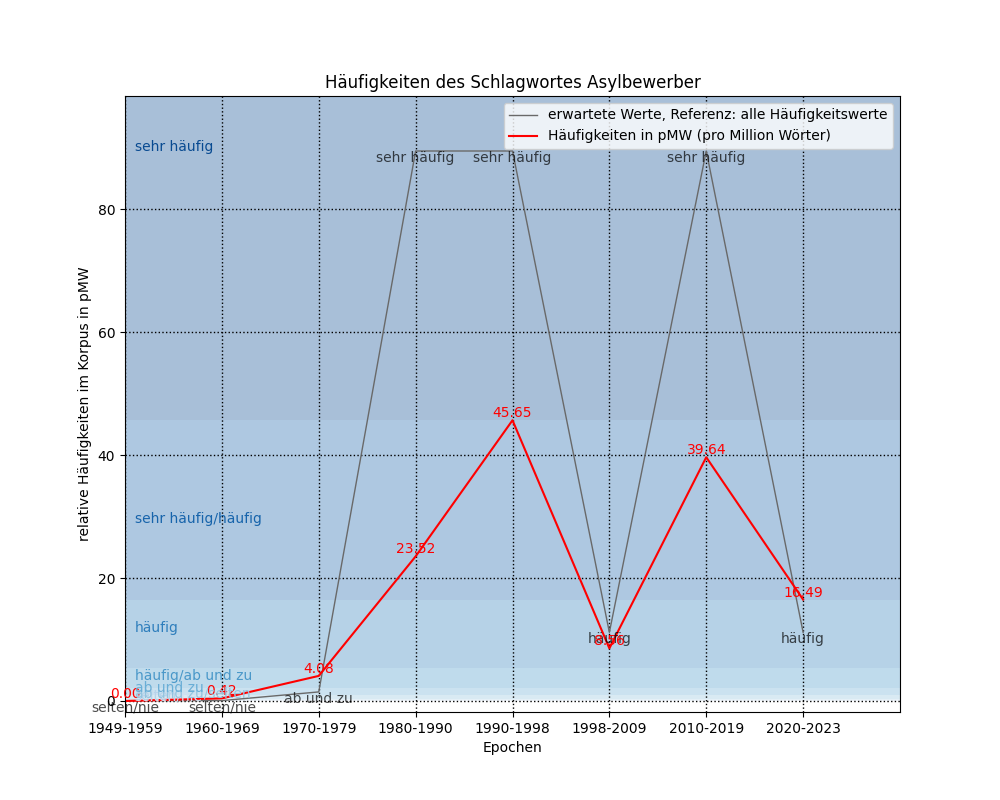 Häufigkeiten des Schlagwortes Asylbewerber
erwartete Werte, Referenz: alle Häufigkeitswerte
Häufigkeiten in pMW (pro Million Wörter)
sehr häufig
sehr häufig sehr häufig sehr häufig
80
relative Häufigkeiten im Korpus in pMW
60
45.65
40
39.64
sehr häufig/häufig
23.52
20
16.49
häufig
häufig häufig
häufig/ab und zu
4.08
ab und zu
0.42
0
ab und zu
selten/nie selten/nie
1949-1959 1960-1969 1970-1979 1980-1990 1990-1998 1998-2009 2010-2019 2020-2023
Epochen